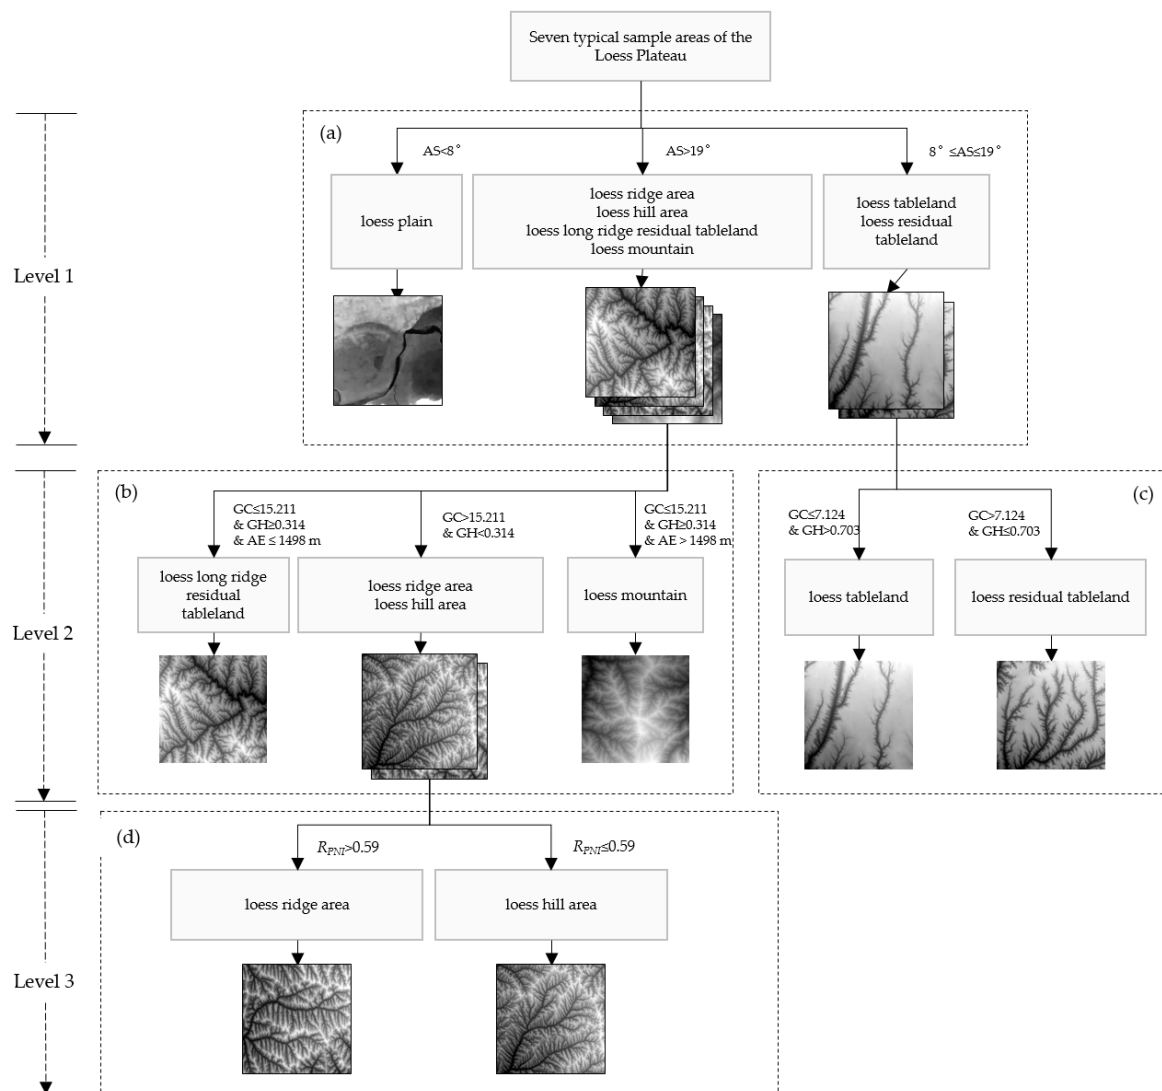 Seven typical sample areas of the
Loess Plateau
(a)
AS<8°
AS>19°
8° ≤AS≤19°
loess plain
loess ridge area
loess hill area
loess long ridge residual tableland
loess mountain
loess tableland
loess residual
tableland
Level 1
(b)
GC≤15.211
& GH≥0.314
& AE ≤ 1498 m
GC>15.211
& GH<0.314
GC≤15.211
& GH≥0.314
& AE > 1498 m
(c)
GC≤7.124
& GH>0.703
GC>7.124
& GH≤0.703
loess long ridge
residual
tableland
loess ridge area
loess hill area
loess mountain
loess tableland
loess residual tableland
Level 2
(d)
R_PNI>0.59
R_PNI≤0.59
loess ridge area
loess hill area
Level 3